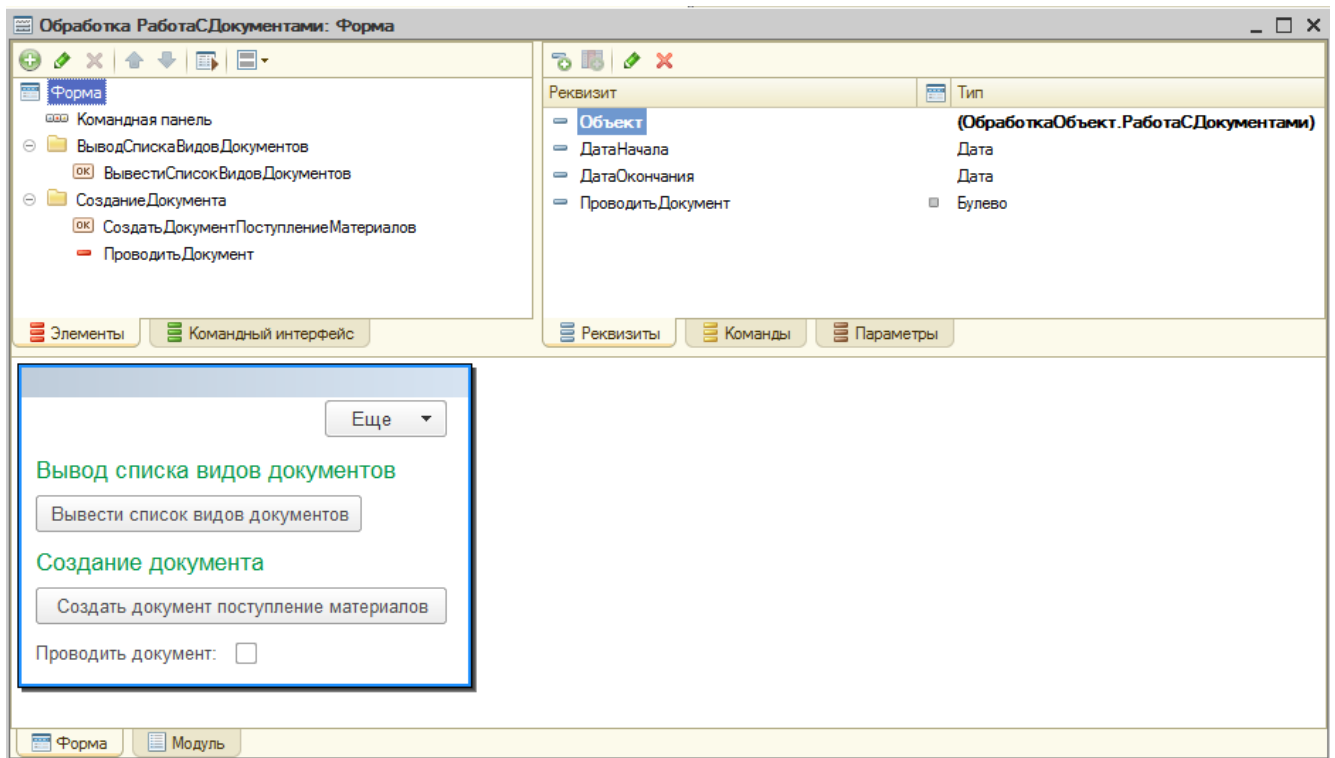 Обработка РаботаСДокументами: Форма
Форма
Командная панель
ВыводСпискаВидовДокументов
OK ВывестиСписокВидовДокументов
СозданиеДокумента
OK СоздатьДокументПоступлениеМатериалов
ПроводитьДокумент
Элементы Командный интерфейс
Реквизит Тип
Объект (ОбработкаОбъект.РаботаСДокументами)
ДатаНачала Дата
ДатаОкончания Дата
ПроводитьДокумент Булево
Реквизиты Команды Параметры
Еще
Вывод списка видов документов
Вывести список видов документов
Создание документа
Создать документ поступление материалов
Проводить документ:
Форма Модуль